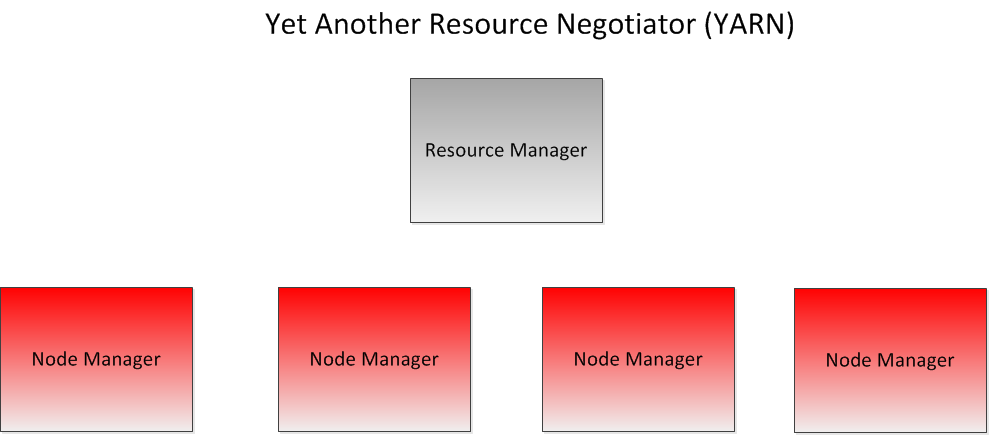 Yet Another Resource Negotiator (YARN)
Resource Manager
Node Manager
Node Manager
Node Manager
Node Manager